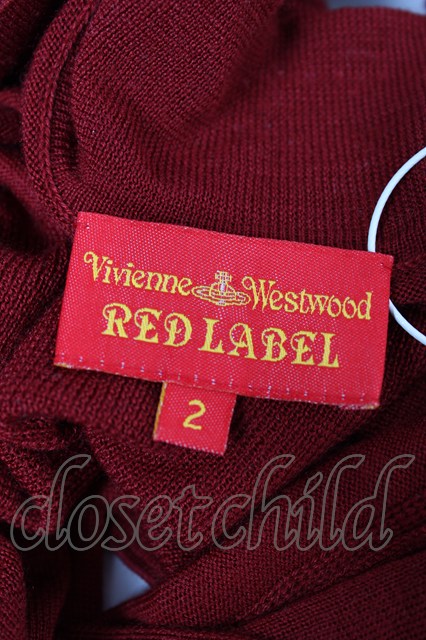 Vivienne Westwood
RED LABEL
2
closetchild